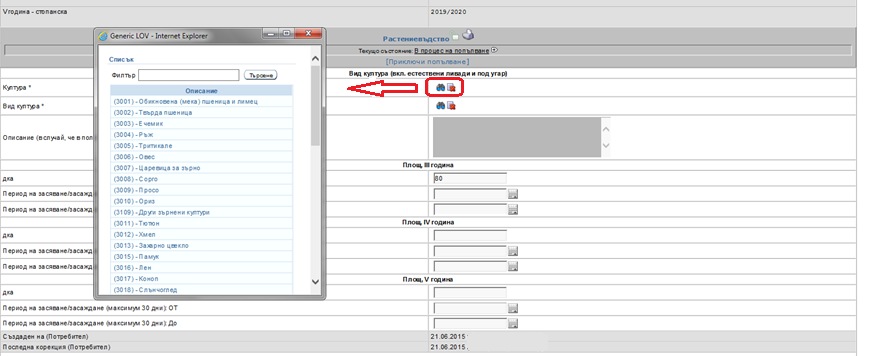 Vгодина - стопанска 2019/2020
Растениевъдство
Текущо състояние: В процес на попълване
[Приключи попълване]
Вид култура (вкл. естествени ливади и под угар)
Култура *
Вид култура *
Описание (в случай, че в пол
Площ, III година
дка 80
Период на засяване/засажд
Период на засяване/засажд
Площ, IV година
дка
Период на засяване/засажд
Период на засяване/засажд
Площ, V година
дка
Период на засяване/засаждане (максимум 30 дни): ОТ
Период на засяване/засаждане (максимум 30 дни): До
Създаден на (Потребител) 21.06.2015
Последна корекция (Потребител) 21.06.2015
Generic LOV - Internet Explorer
Списък
Филтър Търсене
Описание
(3001) - Обикновена (мека) пшеница и лимец
(3002) - Твърда пшеница
(3003) - Ечемик
(3004) - Ръж
(3005) - Тритикале
(3006) - Овес
(3007) - Царевица за зърно
(3008) - Сорго
(3009) - Просо
(3010) - Ориз
(3109) - Други зърнени култури
(3011) - Тютюн
(3012) - Хмел
(3013) - Захарно цвекло
(3015) - Памук
(3016) - Лен
(3017) - Коноп
(3018) - Слънчоглед